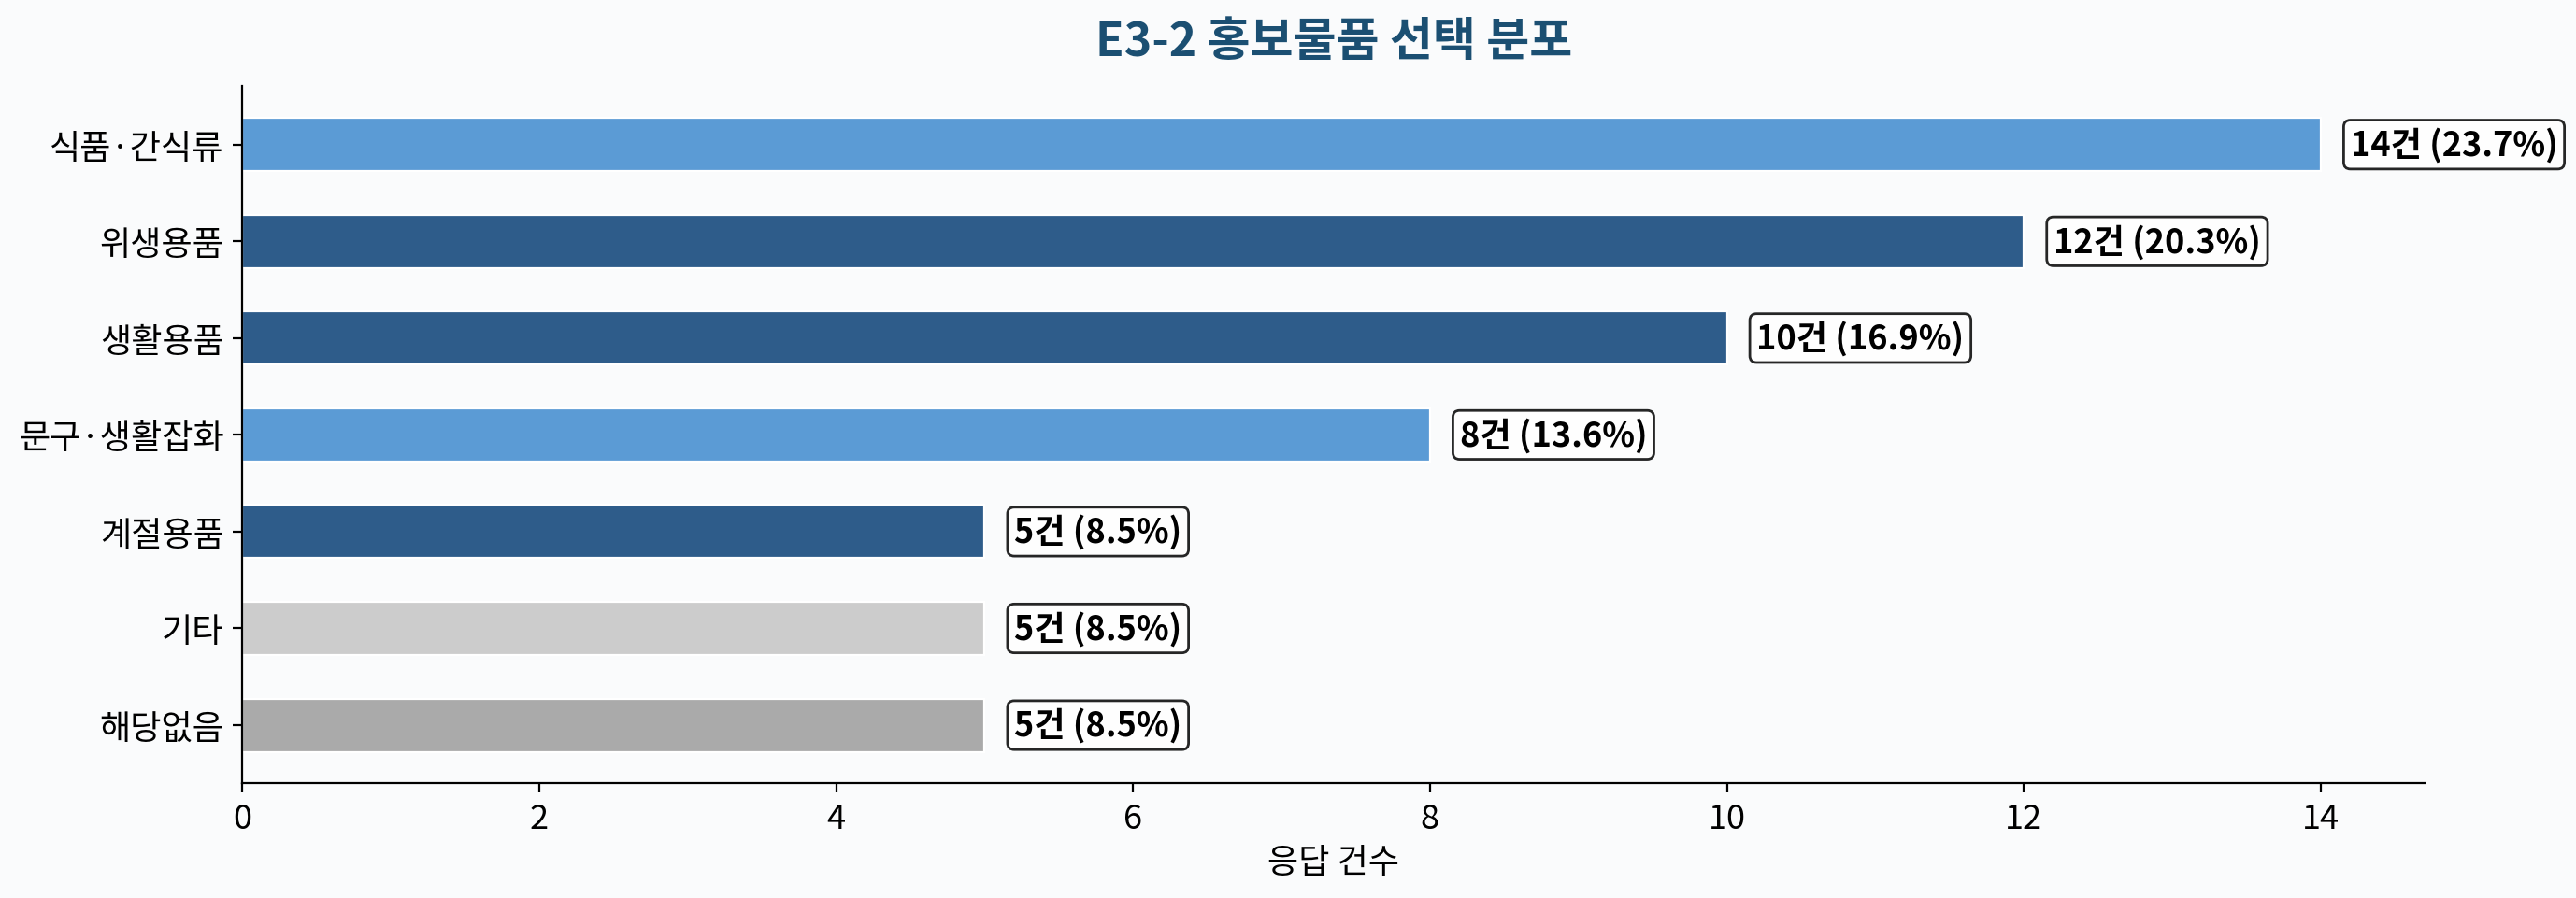 E3-2 홍보물품 선택 분포
식품·간식류 14건 (23.7%)
위생용품 12건 (20.3%)
생활용품 10건 (16.9%)
문구·생활잡화 8건 (13.6%)
계절용품 5건 (8.5%)
기타 5건 (8.5%)
해당없음 5건 (8.5%)
0 2 4 6 8 10 12 14
응답 건수